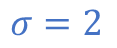 σ = 2